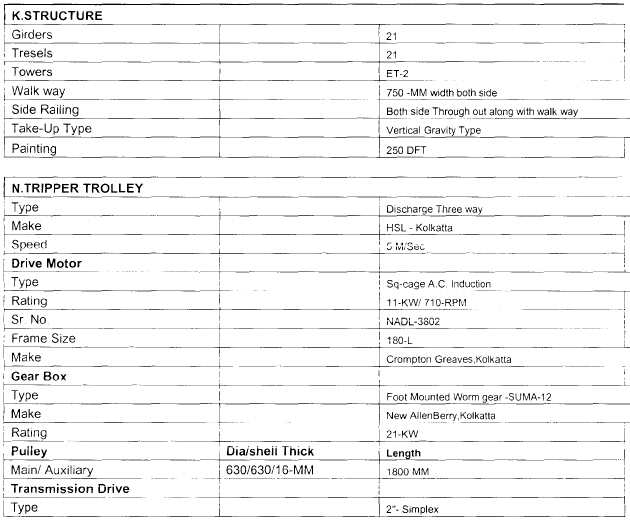 K.STRUCTURE
Girders 21
Tresels 21
Towers ET-2
Walk way 750 -MM width both side
Side Railing Both side Through out along with walk way
Take-Up Type Vertical Gravity Type
Painting 250 DFT
N.TRIPPER TROLLEY
Type Discharge Three way
Make HSL - Kolkatta
Speed 5 M/Sec
Drive Motor
Type Sq-cage A.C. Induction
Rating 11-KW/ 710-RPM
Sr. No NADL-3802
Frame Size 180-L
Make Crompton Greaves,Kolkatta
Gear Box
Type Foot Mounted Worm gear -SUMA-12
Make New AllenBerry,Kolkatta
Rating 21-KW
Pulley Dia/shell Thick Length
Main/ Auxiliary 630/630/16-MM 1800 MM
Transmission Drive
Type 2"- Simplex